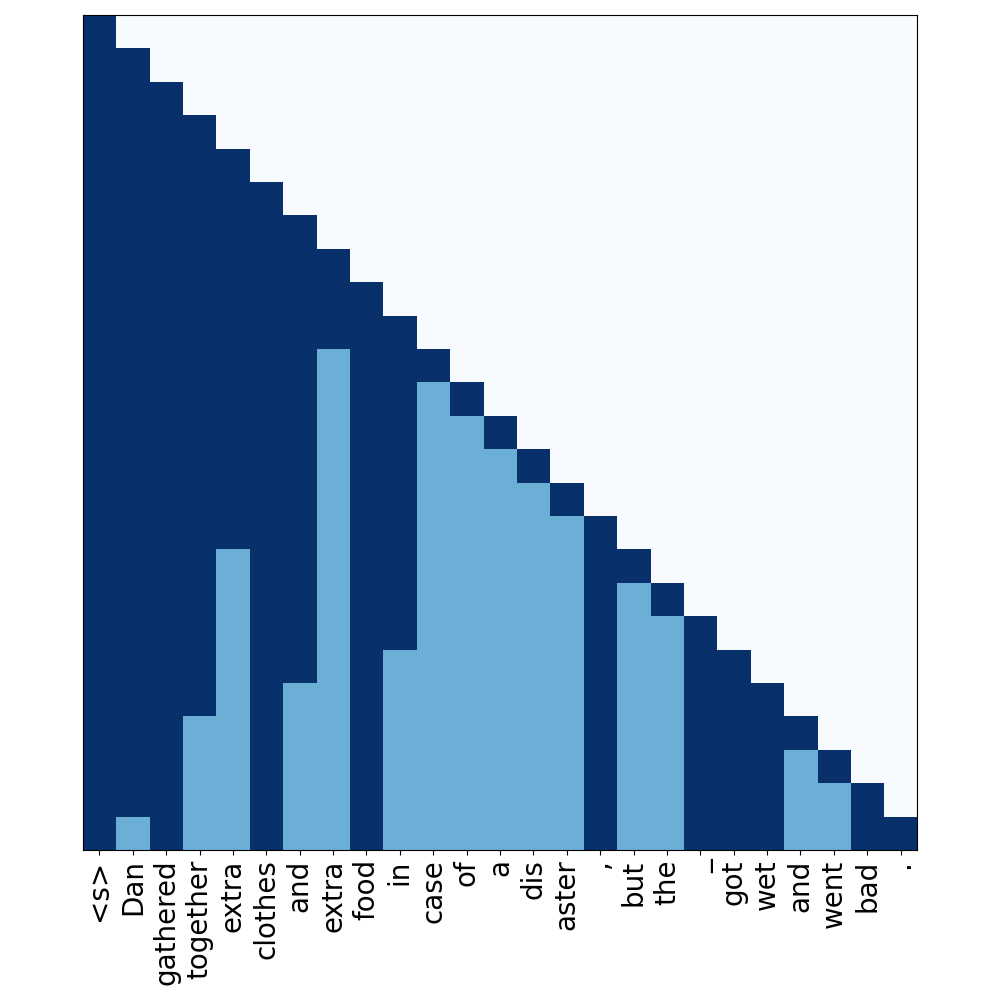 <s> Dan gathered together extra clothes and extra food in case of a dis aster , but the _ got wet and went bad .